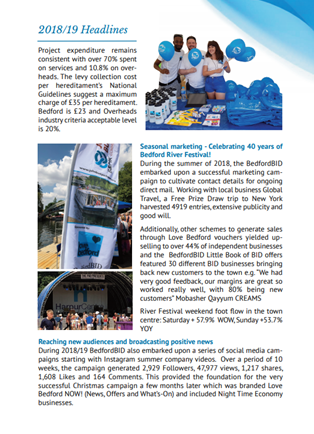 2018/19 Headlines
Project expenditure remains
consistent with over 70% spent
on services and 10.8% on over-
heads. The levy collection cost
per hereditament's National
Guidelines suggest a maximum
charge of £35 per hereditament.
Bedford is £23 and Overheads
industry criteria acceptable level
is 20%.
Seasonal marketing - Celebrating 40 years of
Bedford River Festival!
During the summer of 2018, the BedfordBID
embarked upon a successful marketing cam-
paign to cultivate contact details for ongoing
direct mail. Working with local business Global
Travel, a Free Prize Draw trip to New York
harvested 4919 entries, extensive publicity and
good will.
Additionally, other schemes to generate sales
through Love Bedford vouchers yielded up-
selling to over 44% of independent businesses
and the BedfordBID Little Book of BID offers
featured 30 different BID businesses bringing
back new customers to the town e.g. "We had
very good feedback, our margins are great so
worked really well, with 80% being new
customers" Mobasher Qayyum CREAMS
River Festival weekend foot flow in the town
centre: Saturday + 57.9% WOW, Sunday +53.7%
YOY
Reaching new audiences and broadcasting positive news
During 2018/19 BedfordBID also embarked upon a series of social media cam-
paigns starting with Instagram summer company videos. Over a period of 10
weeks, the campaign generated 2,929 Followers, 47,977 views, 1,217 shares,
1,608 Likes and 164 Comments. This provided the foundation for the very
successful Christmas campaign a few months later which was branded Love
Bedford NOW! (News, Offers and What's-On) and included Night Time Economy
businesses.